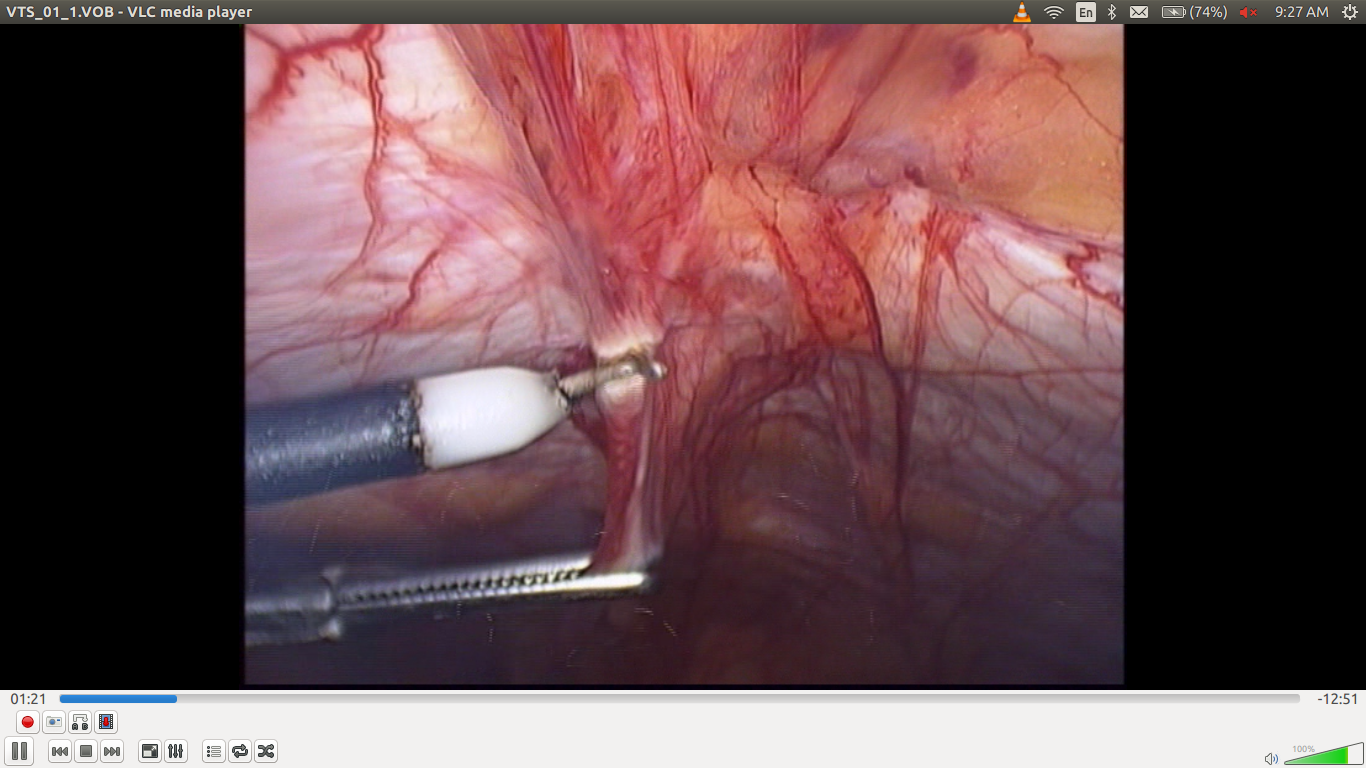 VTS_01_1.VOB - VLC media player
En
(74%)
9:27 AM
01:21
-12:51
A B
100%